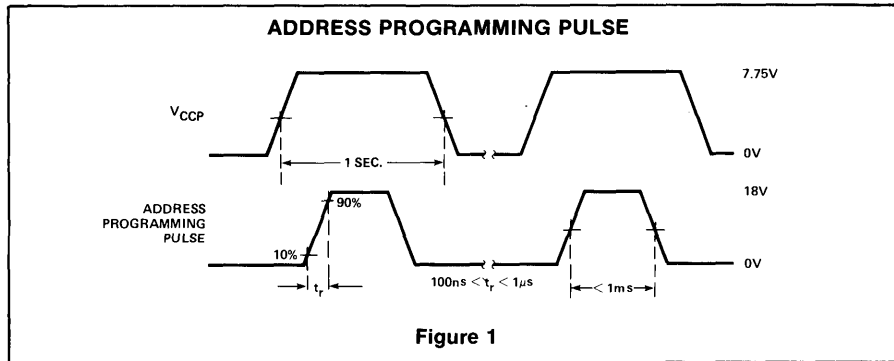 ADDRESS PROGRAMMING PULSE
7.75V
VCCP
1 SEC.
0V
18V
ADDRESS
PROGRAMMING
PULSE
90%
10%
0V
tr
100ns < tr < 1μs
< 1ms
Figure 1